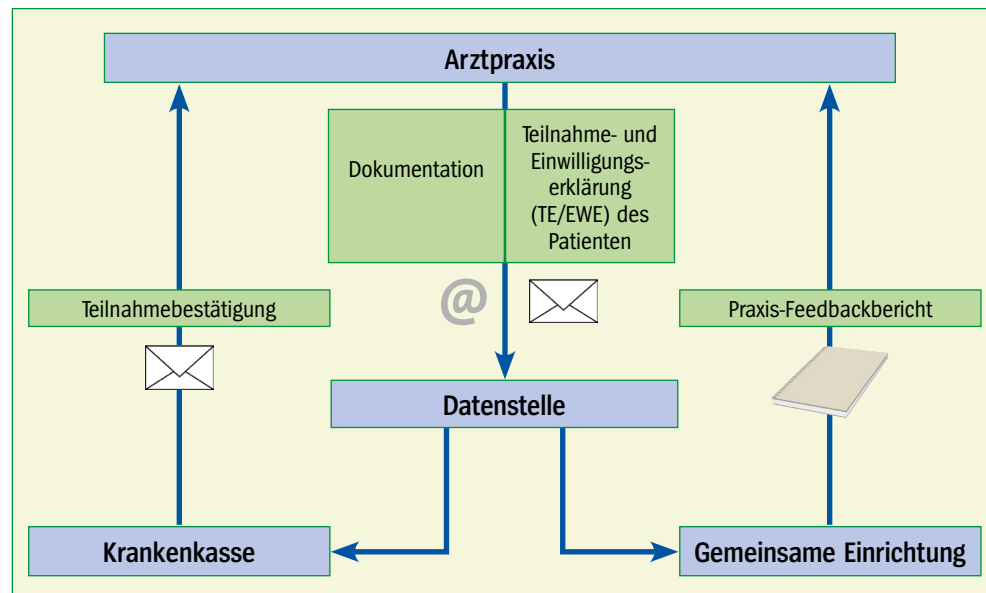 Arztpraxis
Dokumentation
Teilnahme- und
Einwilligungs-
erklärung
(TE/EWE) des
Patienten
@
Teilnahmebestätigung
Praxis-Feedbackbericht
Datenstelle
Krankenkasse
Gemeinsame Einrichtung